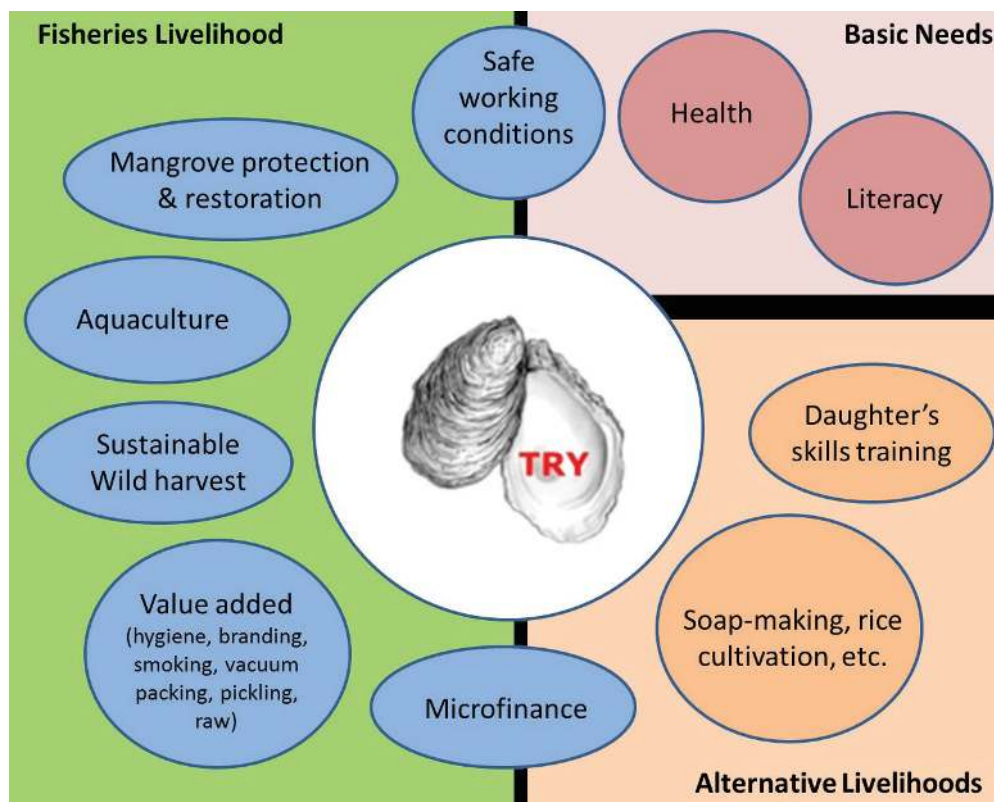 Fisheries Livelihood
Safe
working
conditions
Mangrove protection
& restoration
Aquaculture
Sustainable
Wild harvest
Value added
(hygiene, branding,
smoking, vacuum
packing, pickling,
raw)
Microfinance
TRY
Basic Needs
Health
Literacy
Daughter’s
skills training
Soap-making, rice
cultivation, etc.
Alternative Livelihoods